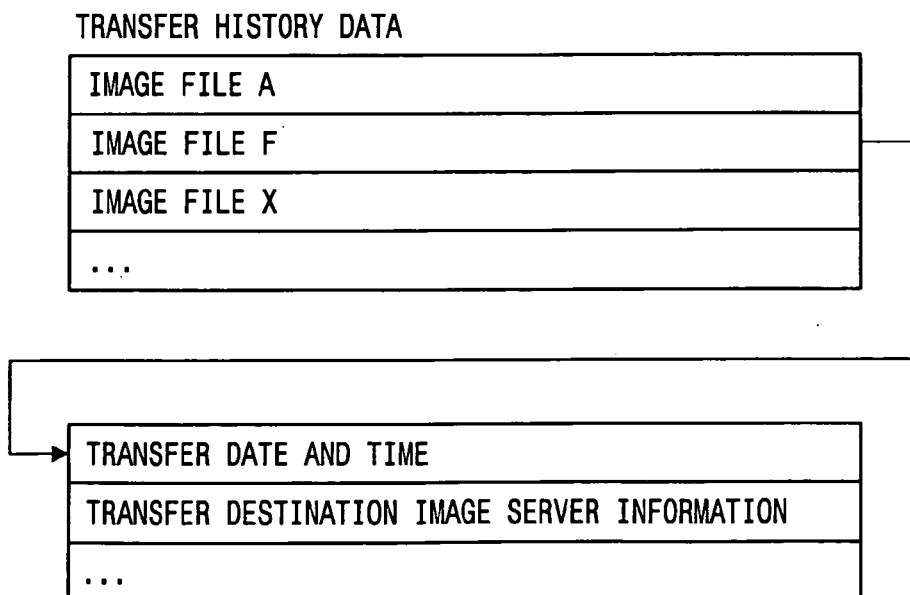 TRANSFER HISTORY DATA
IMAGE FILE A
IMAGE FILE F
IMAGE FILE X
...
TRANSFER DATE AND TIME
TRANSFER DESTINATION IMAGE SERVER INFORMATION
...